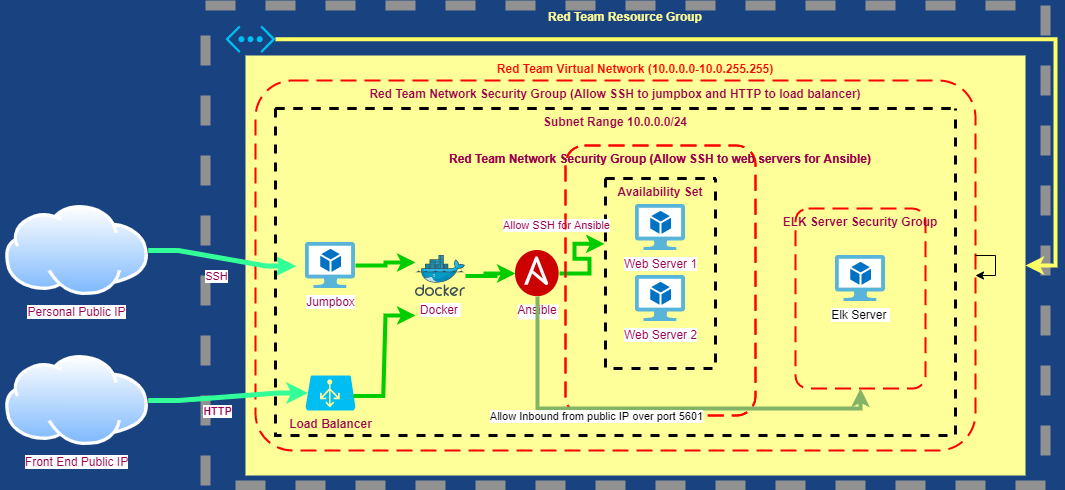 Red Team Resource Group
Red Team Virtual Network (10.0.0.0-10.0.255.255)
Red Team Network Security Group (Allow SSH to jumpbox and HTTP to load balancer)
Subnet Range 10.0.0.0/24
Red Team Network Security Group (Allow SSH to web servers for Ansible)
Availability Set
Allow SSH for Ansible
ELK Server Security Group
Web Server 1
SSH
docker
A
Personal Public IP
Jumpbox
Docker
Ansible
Elk Server
Web Server 2
HTTP
Allow Inbound from public IP over port 5601
Load Balancer
Front End Public IP